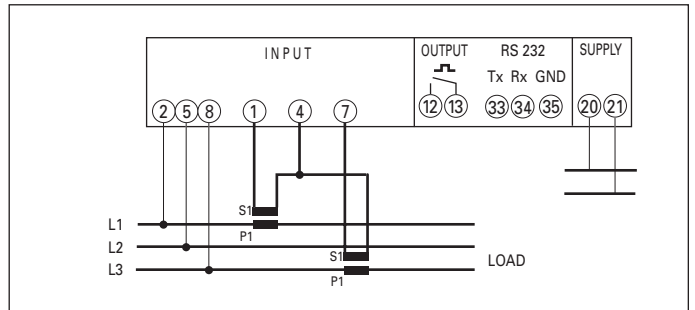 INPUT OUTPUT RS 232 SUPPLY
Tx Rx GND
2 5 8 1 4 7 12 13 33 34 35 20 21
S1
L1
P1
L2
S1
LOAD
L3
P1